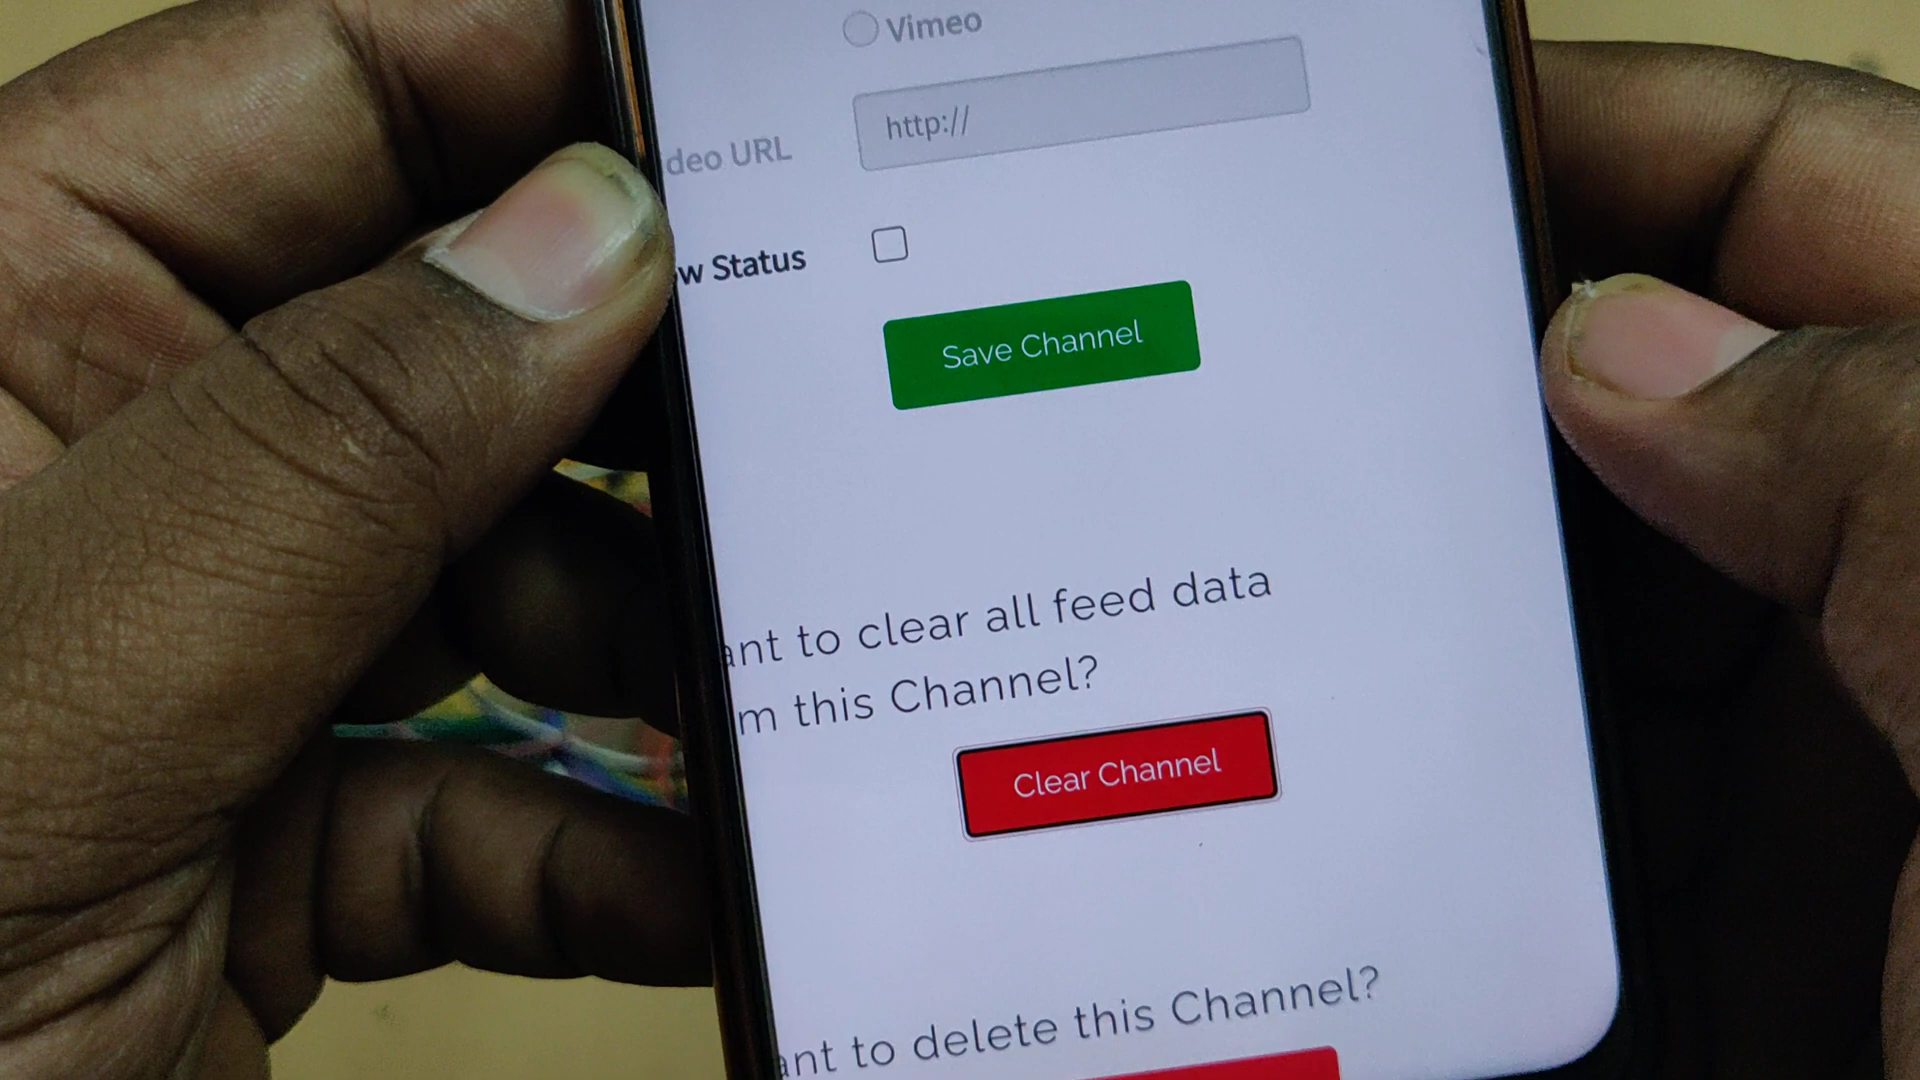 Vimeo
http://
deo URL
w Status
Save Channel
ant to clear all feed data
m this Channel?
Clear Channel
ant to delete this Channel?